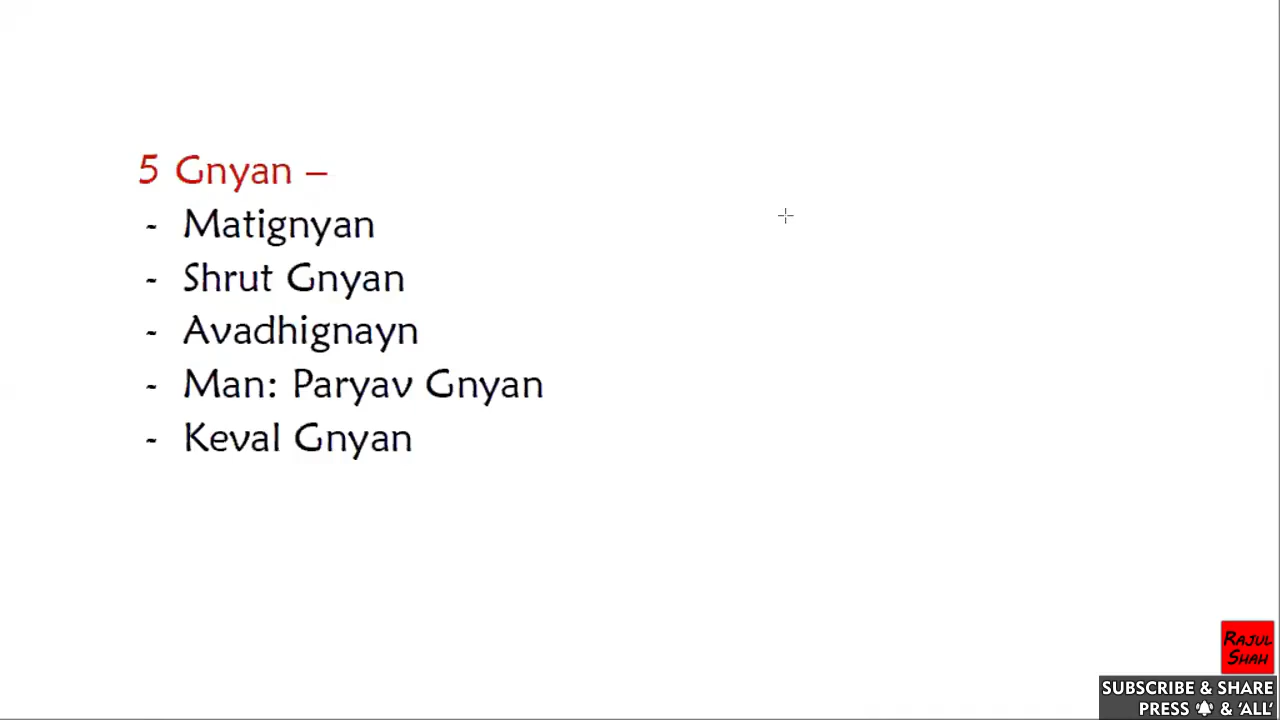 5 Gnyan –
- Matignyan
- Shrut Gnyan
- Avadhignayn
- Man: Paryav Gnyan
- Keval Gnyan
RAJUL
SHAH
SUBSCRIBE & SHARE
PRESS 🔔 & 'ALL'